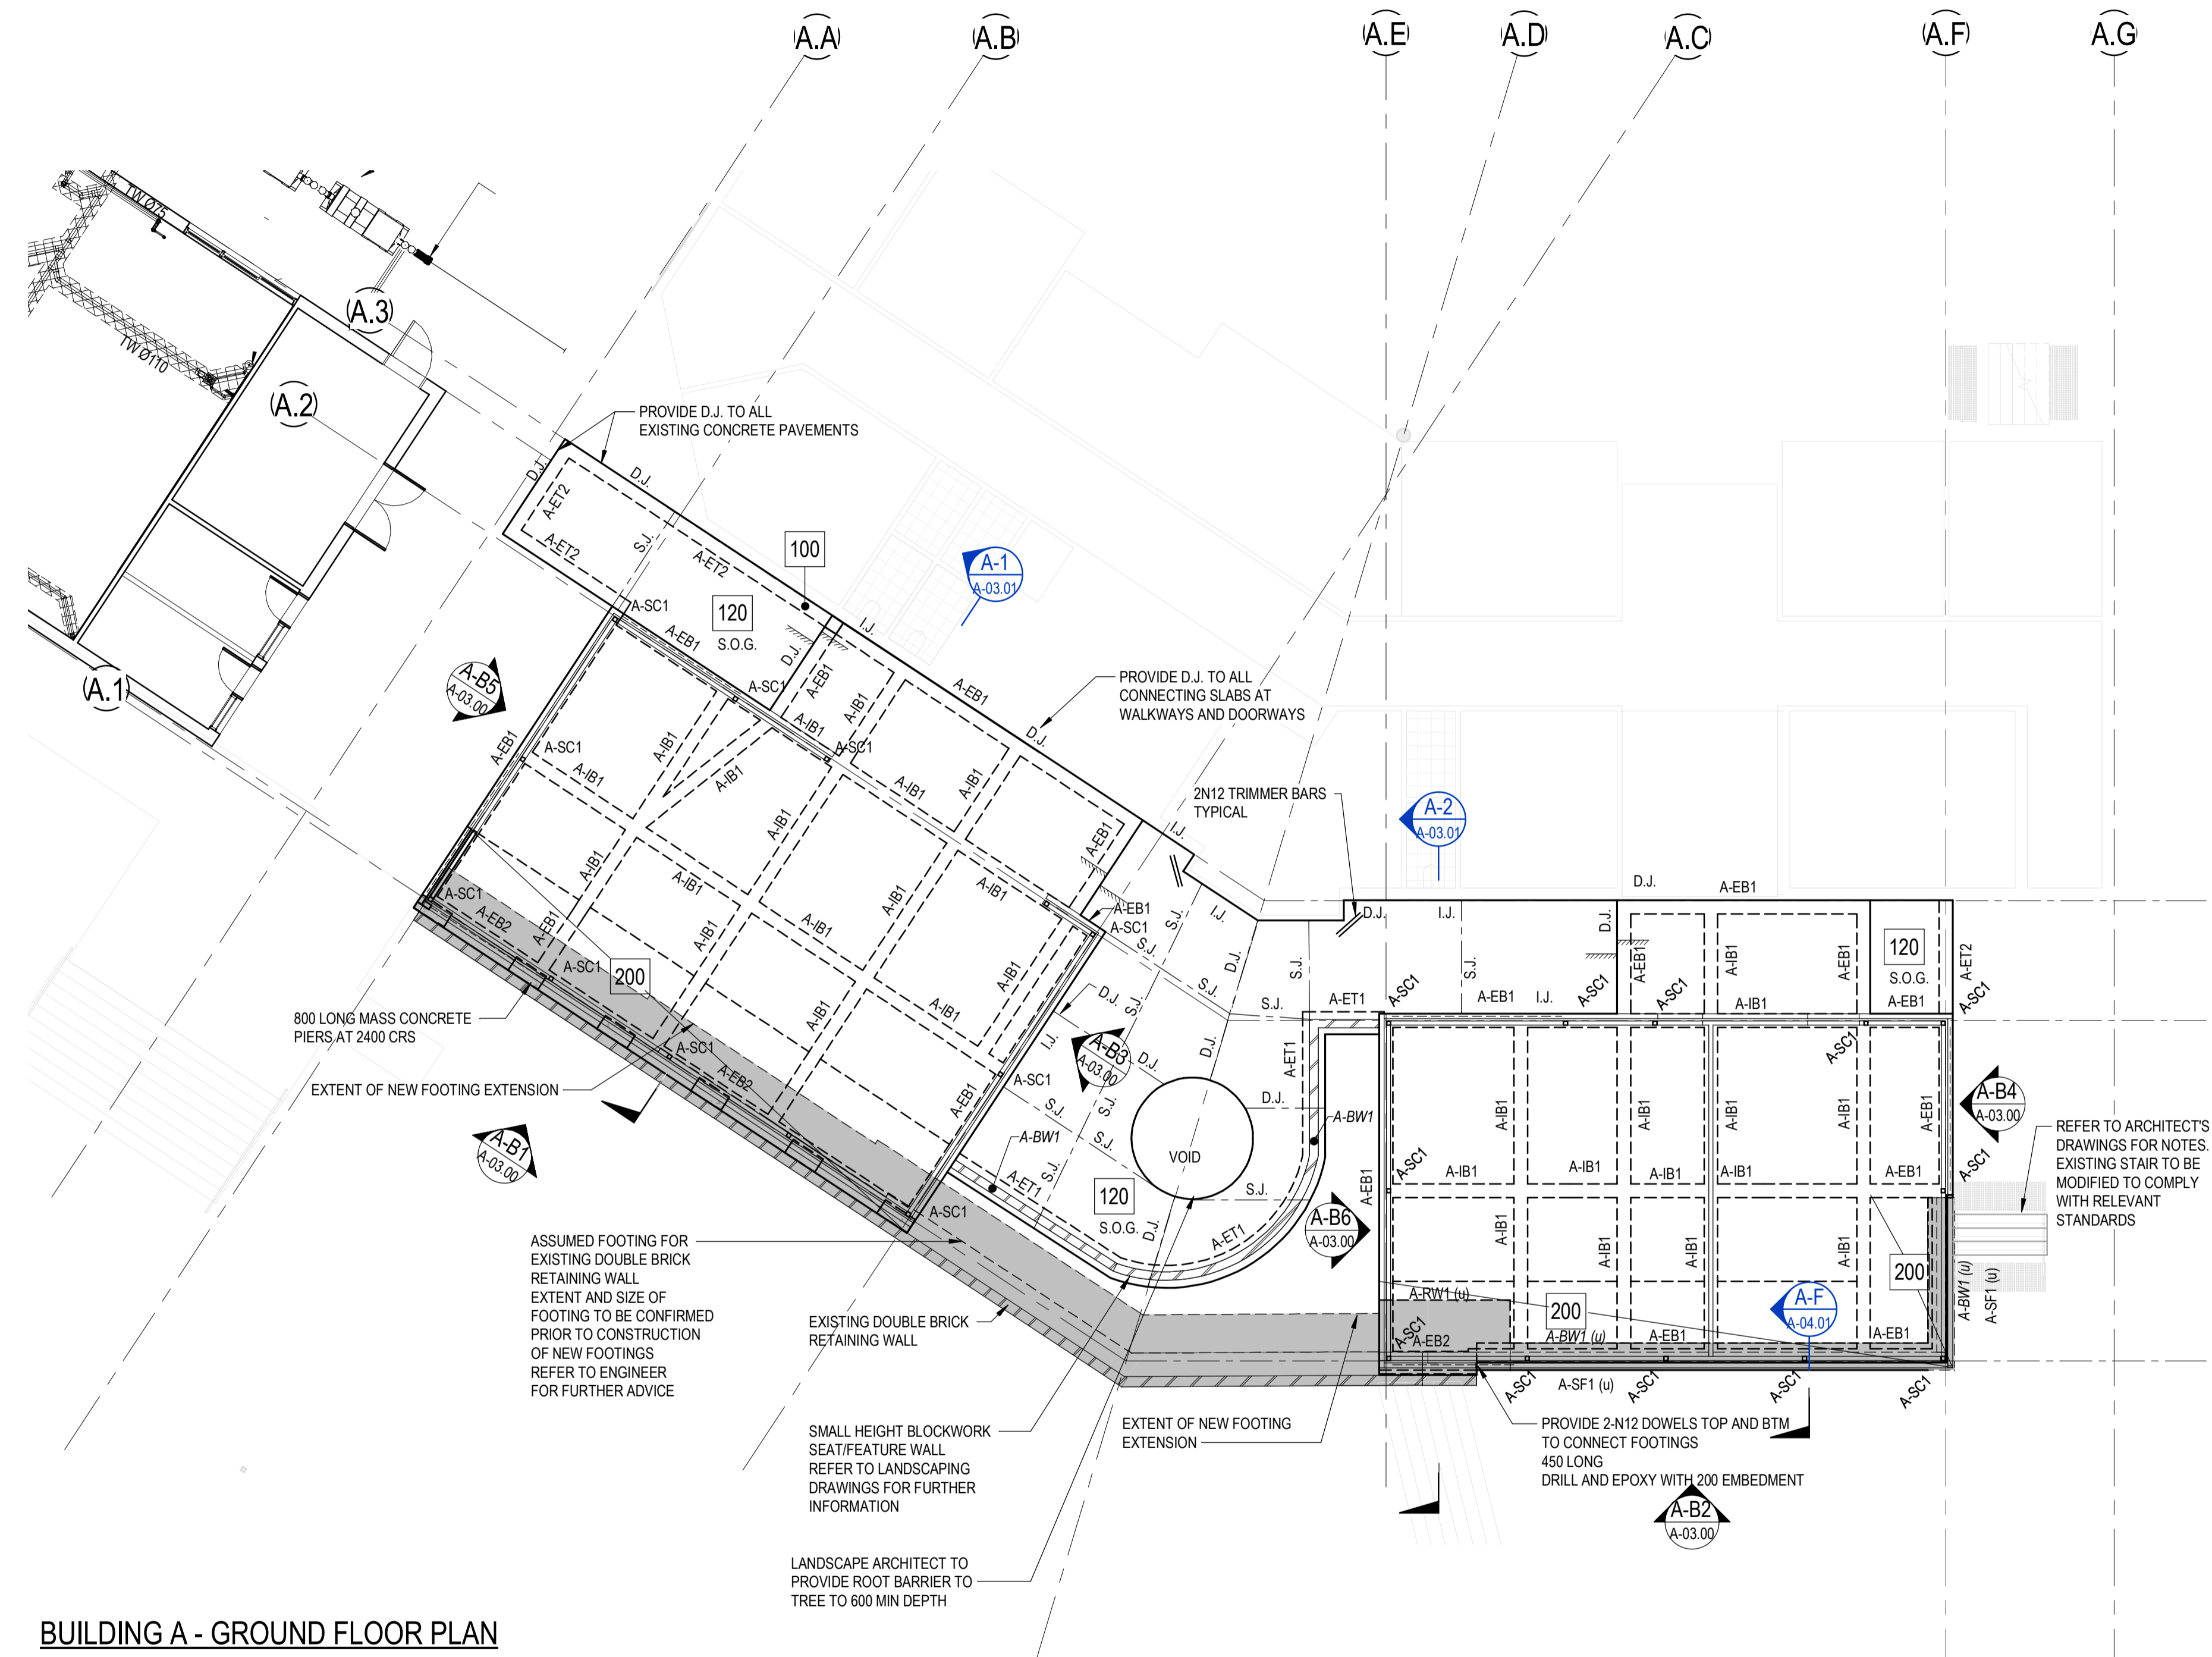 A.A
A.B
A.E
A.D
A.C
A.F
A.G
TW Ø75
A.3
TW Ø110
A.2
A.1
PROVIDE D.J. TO ALL
EXISTING CONCRETE PAVEMENTS
D.J.
D.J.
A-ET2
A-ET2
S.J.
A-ET2
100
A-1
A-03.01
A-SC1
120
S.O.G.
I.J.
A-EB1
D.J.
A-EB1
A-SC1
A-IB1
A-IB1
A-EB1
A-B5
A-03.00
PROVIDE D.J. TO ALL
CONNECTING SLABS AT
WALKWAYS AND DOORWAYS
D.J.
A-EB1
A-SC1
A-IB1
A-IB1
A-IB1
A-SC1
A-IB1
A-IB1
A-IB1
2N12 TRIMMER BARS
TYPICAL
A-2
A-03.01
I.J.
A-EB1
A-IB1
A-IB1
A-IB1
A-IB1
A-IB1
A-SC1
A-EB2
A-EB1
A-IB1
A-IB1
A-EB1
A-SC1
I.J.
S.J.
S.J.
D.J.
D.J.
I.J.
D.J.
A-EB1
D.J.
S.J.
S.J.
A-EB1
A-IB1
A-EB1
120
S.O.G.
A-ET2
A-SC1
200
A-IB1
A-IB1
A-IB1
S.J.
D.J.
S.J.
S.J.
A-ET1
A-SC1
A-EB1
I.J.
A-SC1
A-SC1
A-IB1
A-EB1
A-SC1
800 LONG MASS CONCRETE
PIERS AT 2400 CRS
A-SC1
A-EB2
EXTENT OF NEW FOOTING EXTENSION
I.J.
A-B3
A-03.00
D.J.
D.J.
A-ET1
A-SC1
A-SC1
A-EB1
S.J.
S.J.
D.J.
A-BW1
A-BW1
S.J.
S.J.
VOID
A-IB1
A-IB1
A-IB1
A-IB1
A-EB1
A-B4
A-03.00
REFER TO ARCHITECT'S
DRAWINGS FOR NOTES.
EXISTING STAIR TO BE
MODIFIED TO COMPLY
WITH RELEVANT
STANDARDS
A-B1
A-03.00
A-ET1
S.J.
120
S.O.G.
D.J.
S.J.
A-ET1
A-EB1
A-SC1
A-IB1
A-IB1
A-IB1
A-IB1
A-EB1
A-SC1
A-SC1
A-B6
A-03.00
A-IB1
A-IB1
A-IB1
A-IB1
200
A-BW1 (u)
A-SF1 (u)
ASSUMED FOOTING FOR
EXISTING DOUBLE BRICK
RETAINING WALL
EXTENT AND SIZE OF
FOOTING TO BE CONFIRMED
PRIOR TO CONSTRUCTION
OF NEW FOOTINGS
REFER TO ENGINEER
FOR FURTHER ADVICE
EXISTING DOUBLE BRICK
RETAINING WALL
A-RW1 (u)
A-SC1
A-EB2
200
A-BW1 (u)
A-EB1
A-F
A-04.01
A-EB1
A-SC1
A-SF1 (u)
A-SC1
A-SC1
A-SC1
SMALL HEIGHT BLOCKWORK
SEAT/FEATURE WALL
REFER TO LANDSCAPING
DRAWINGS FOR FURTHER
INFORMATION
EXTENT OF NEW FOOTING
EXTENSION
PROVIDE 2-N12 DOWELS TOP AND BTM
TO CONNECT FOOTINGS
450 LONG
DRILL AND EPOXY WITH 200 EMBEDMENT
A-B2
A-03.00
LANDSCAPE ARCHITECT TO
PROVIDE ROOT BARRIER TO
TREE TO 600 MIN DEPTH
BUILDING A - GROUND FLOOR PLAN